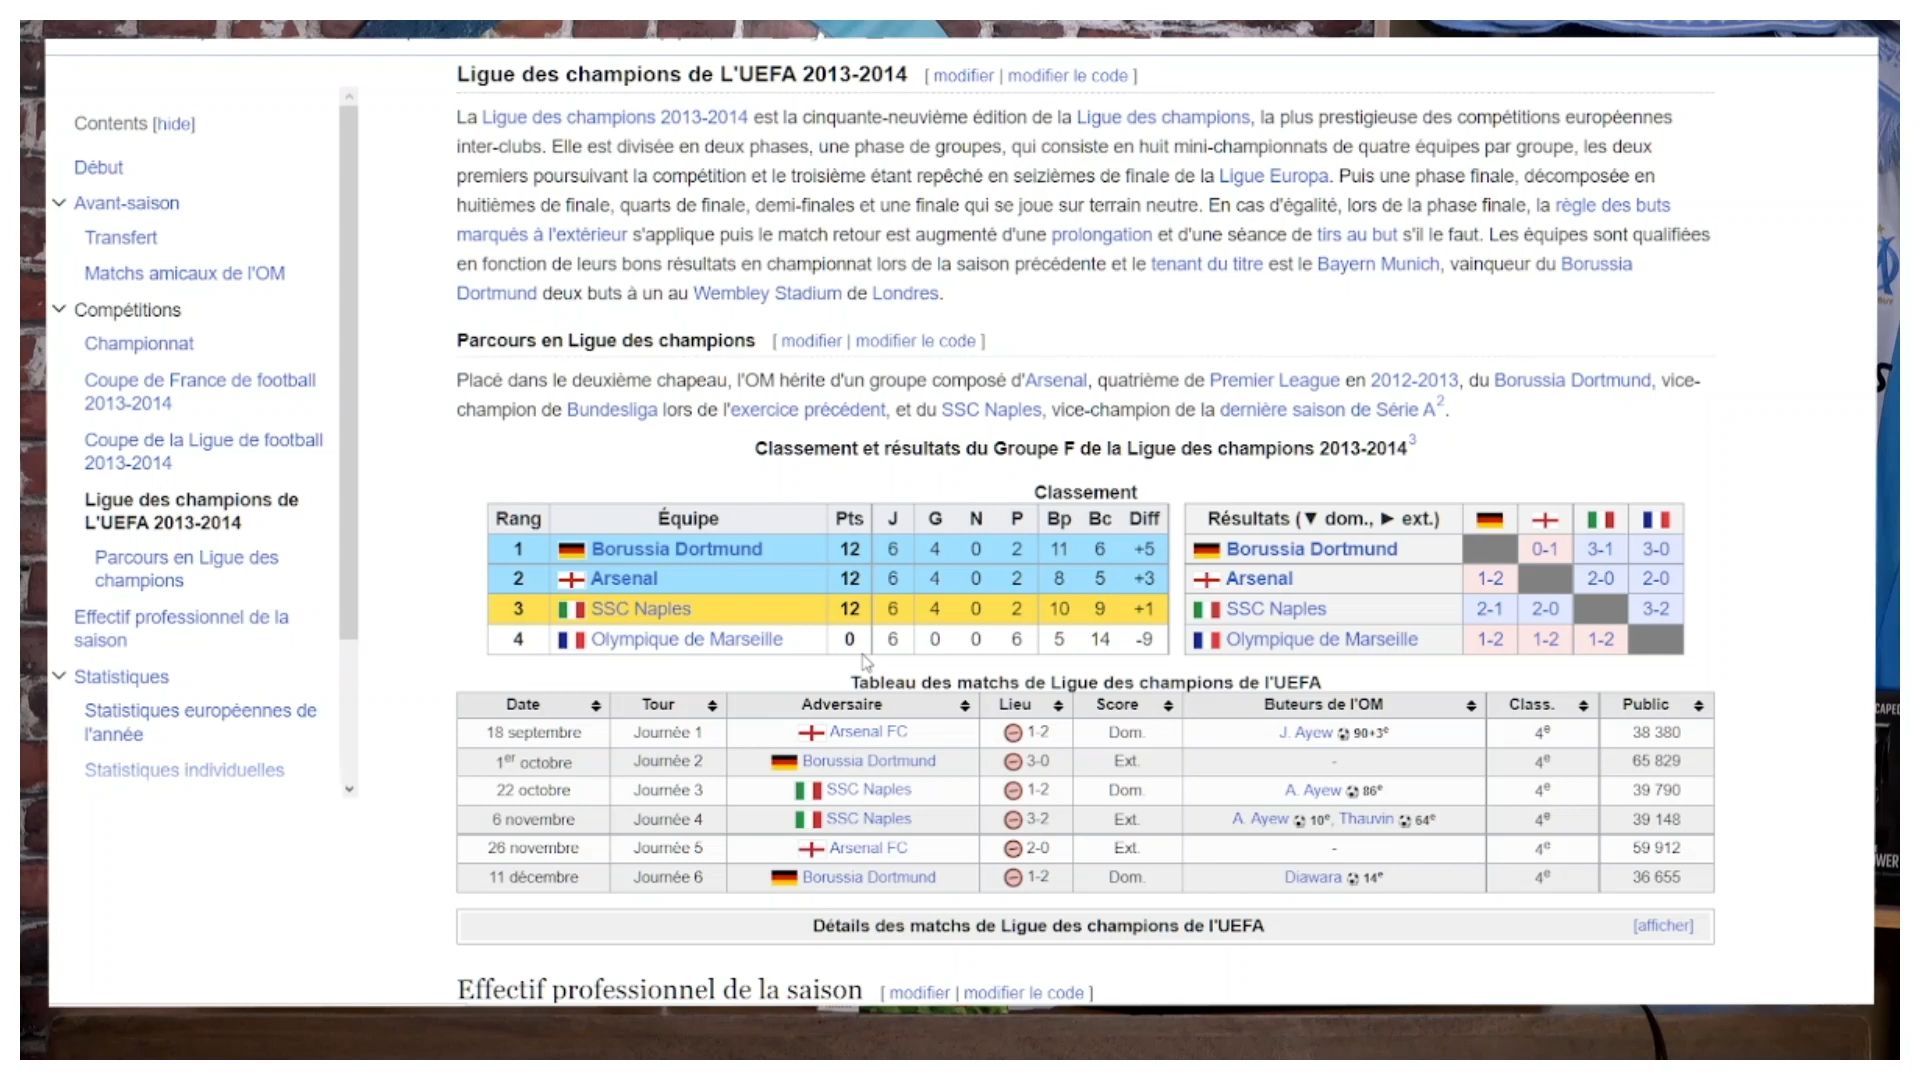 Ligue des champions de L'UEFA 2013-2014 [ modifier | modifier le code ]
Contents [hide]
Début
Avant-saison
Transfert
Matchs amicaux de l'OM
Compétitions
Championnat
Coupe de France de football
2013-2014
Coupe de la Ligue de football
2013-2014
Ligue des champions de
L'UEFA 2013-2014
Parcours en Ligue des
champions
Effectif professionnel de la
saison
Statistiques
Statistiques européennes de
l'année
Statistiques individuelles
La Ligue des champions 2013-2014 est la cinquante-neuvième édition de la Ligue des champions, la plus prestigieuse des compétitions européennes
inter-clubs. Elle est divisée en deux phases, une phase de groupes, qui consiste en huit mini-championnats de quatre équipes par groupe, les deux
premiers poursuivant la compétition et le troisième étant repêché en seizièmes de finale de la Ligue Europa. Puis une phase finale, décomposée en
huitièmes de finale, quarts de finale, demi-finales et une finale qui se joue sur terrain neutre. En cas d'égalité, lors de la phase finale, la règle des buts
marqués à l'extérieur s'applique puis le match retour est augmenté d'une prolongation et d'une séance de tirs au but s'il le faut. Les équipes sont qualifiées
en fonction de leurs bons résultats en championnat lors de la saison précédente et le tenant du titre est le Bayern Munich, vainqueur du Borussia
Dortmund deux buts à un au Wembley Stadium de Londres.
Parcours en Ligue des champions [ modifier | modifier le code ]
Placé dans le deuxième chapeau, l'OM hérite d'un groupe composé d'Arsenal, quatrième de Premier League en 2012-2013, du Borussia Dortmund, vice-
champion de Bundesliga lors de l'exercice précédent, et du SSC Naples, vice-champion de la dernière saison de Série A2.
Classement et résultats du Groupe F de la Ligue des champions 2013-20143
Classement
Rang Équipe Pts J G N P Bp Bc Diff
1 Borussia Dortmund 12 6 4 0 2 11 6 +5
2 Arsenal 12 6 4 0 2 8 5 +3
3 SSC Naples 12 6 4 0 2 10 9 +1
4 Olympique de Marseille 0 6 0 0 6 5 14 -9
Résultats (▼ dom., ► ext.)
Borussia Dortmund 0-1 3-1 3-0
Arsenal 1-2 2-0 2-0
SSC Naples 2-1 2-0 3-2
Olympique de Marseille 1-2 1-2 1-2
Tableau des matchs de Ligue des champions de l'UEFA
Date Tour Adversaire Lieu Score Buteurs de l'OM Class. Public
18 septembre Journée 1 Arsenal FC 1-2 Dom. J. Ayew 90+3e 4e 38 380
1er octobre Journée 2 Borussia Dortmund 3-0 Ext. - 4e 65 829
22 octobre Journée 3 SSC Naples 1-2 Dom. A. Ayew 86e 4e 39 790
6 novembre Journée 4 SSC Naples 3-2 Ext. A. Ayew 10e, Thauvin 64e 4e 39 148
26 novembre Journée 5 Arsenal FC 2-0 Ext. - 4e 59 912
11 décembre Journée 6 Borussia Dortmund 1-2 Dom. Diawara 14e 4e 36 655
Détails des matchs de Ligue des champions de l'UEFA [afficher]
Effectif professionnel de la saison [ modifier | modifier le code ]